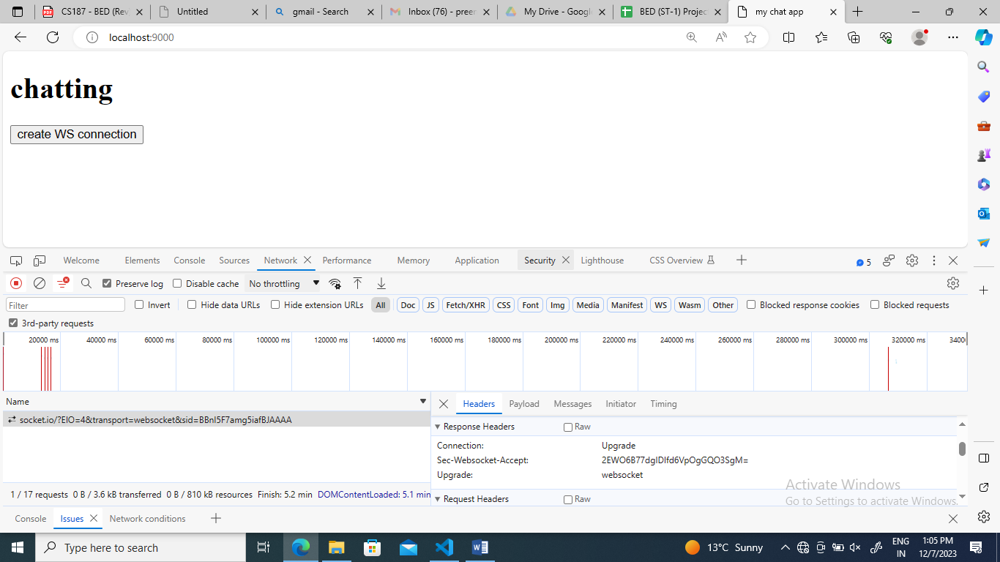 CS187 - BED (Rev
Untitled
gmail - Search
Inbox (76) - preer
My Drive - Googl
BED (ST-1) Projec
my chat app
localhost:9000
chatting
create WS connection
Welcome Elements Console Sources Network Performance Memory Application Security Lighthouse CSS Overview 5
Preserve log Disable cache No throttling
Filter Invert Hide data URLs Hide extension URLs All Doc JS Fetch/XHR CSS Font Img Media Manifest WS Wasm Other Blocked response cookies Blocked requests
3rd-party requests
20000 ms 40000 ms 60000 ms 80000 ms 100000 ms 120000 ms 140000 ms 160000 ms 180000 ms 200000 ms 220000 ms 240000 ms 260000 ms 280000 ms 300000 ms 320000 ms 3400
Name
socket.io/?EIO=4&transport=websocket&sid=BBnI5F7amg5iafBJAAAA
1 / 17 requests 0 B / 3.6 kB transferred 0 B / 810 kB resources Finish: 5.2 min DOMContentLoaded: 5.1 min
Headers Payload Messages Initiator Timing
Response Headers Raw
Connection: Upgrade
Sec-Websocket-Accept: 2EWO6B77dgIDIfd6VpOgGQO3SgM=
Upgrade: websocket
Request Headers Raw
Activate Windows
Go to Settings to activate Windows.
Console Issues Network conditions
Type here to search
13°C Sunny
ENG
IN
1:05 PM
12/7/2023